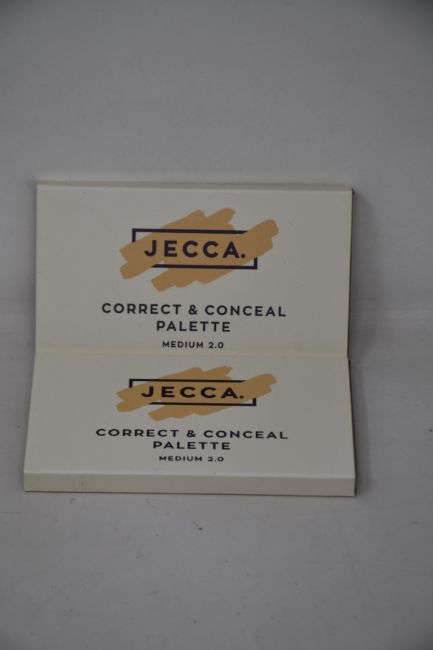 JECCA.
CORRECT & CONCEAL
PALETTE
MEDIUM 2.0
JECCA.
CORRECT & CONCEAL
PALETTE
MEDIUM 2.0